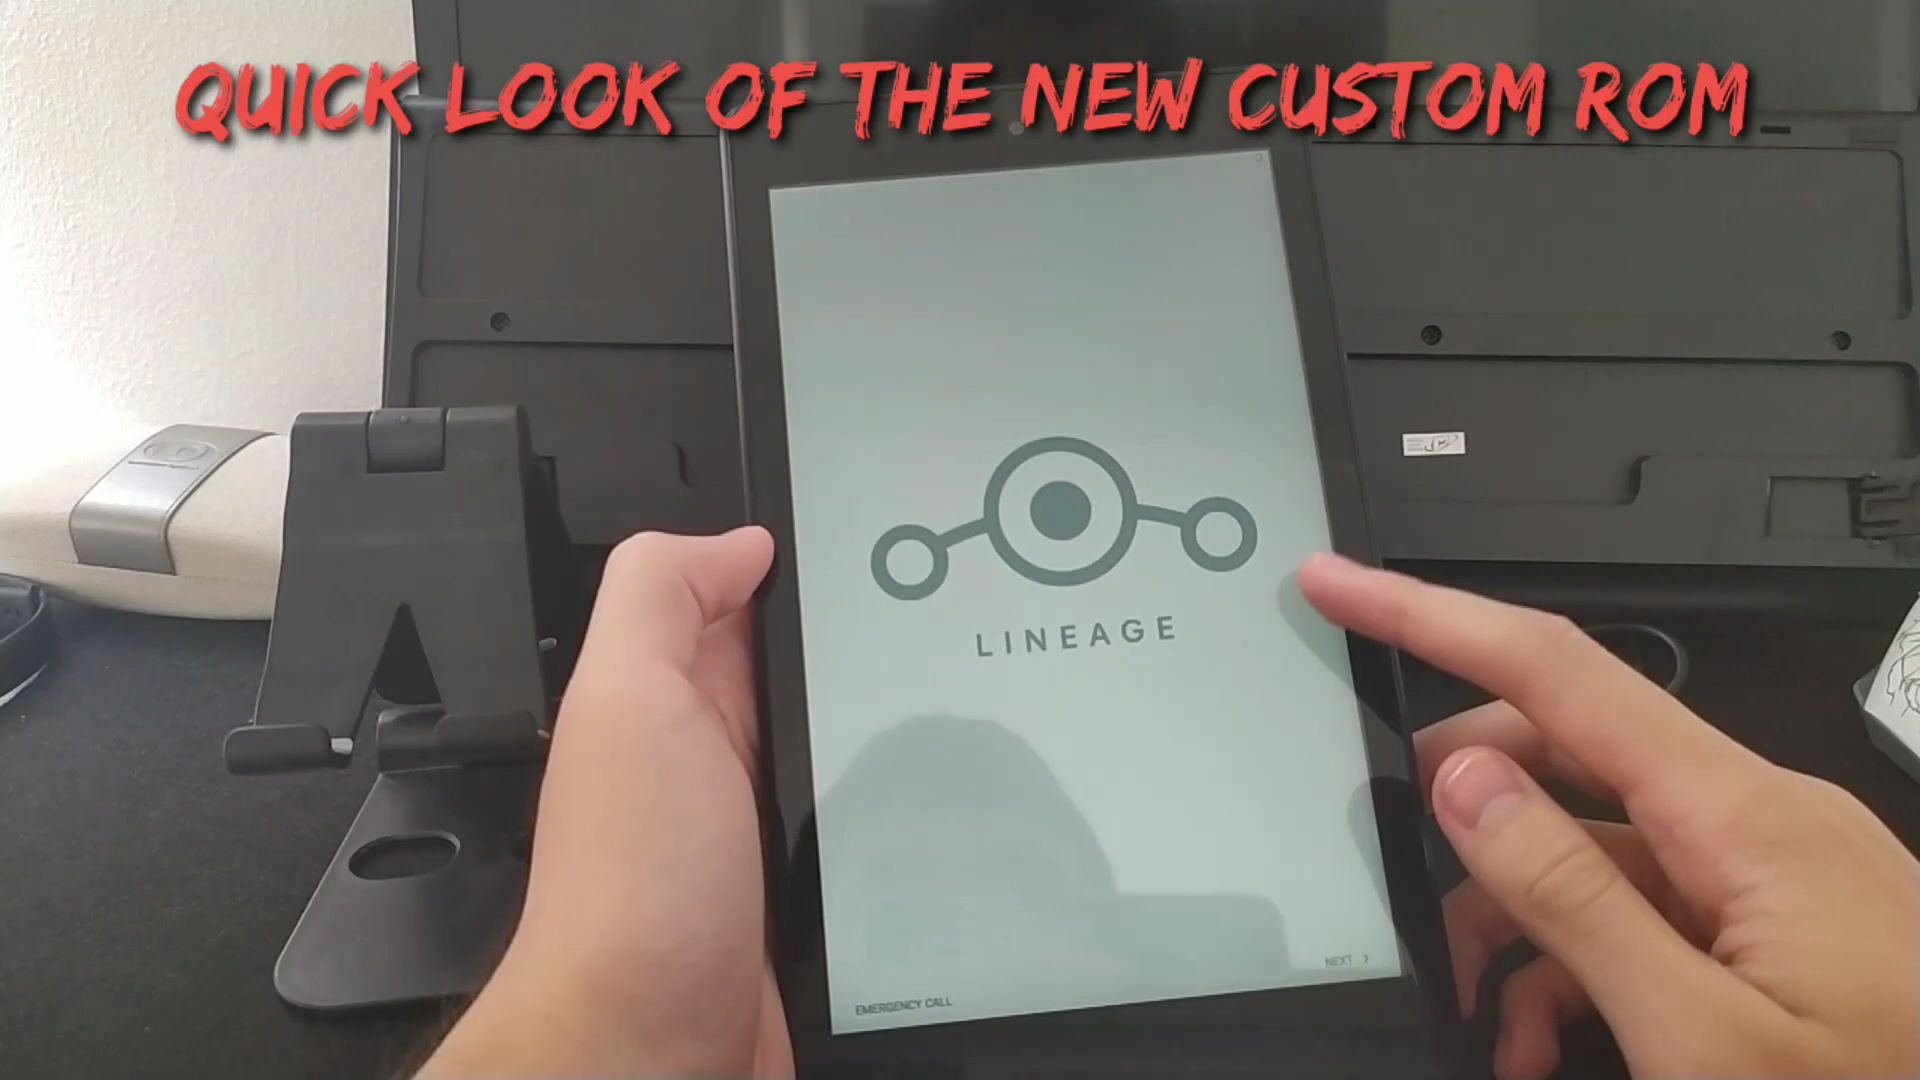 QUICK LOOK OF THE NEW CUSTOM ROM
LINEAGE
NEXT >
EMERGENCY CALL